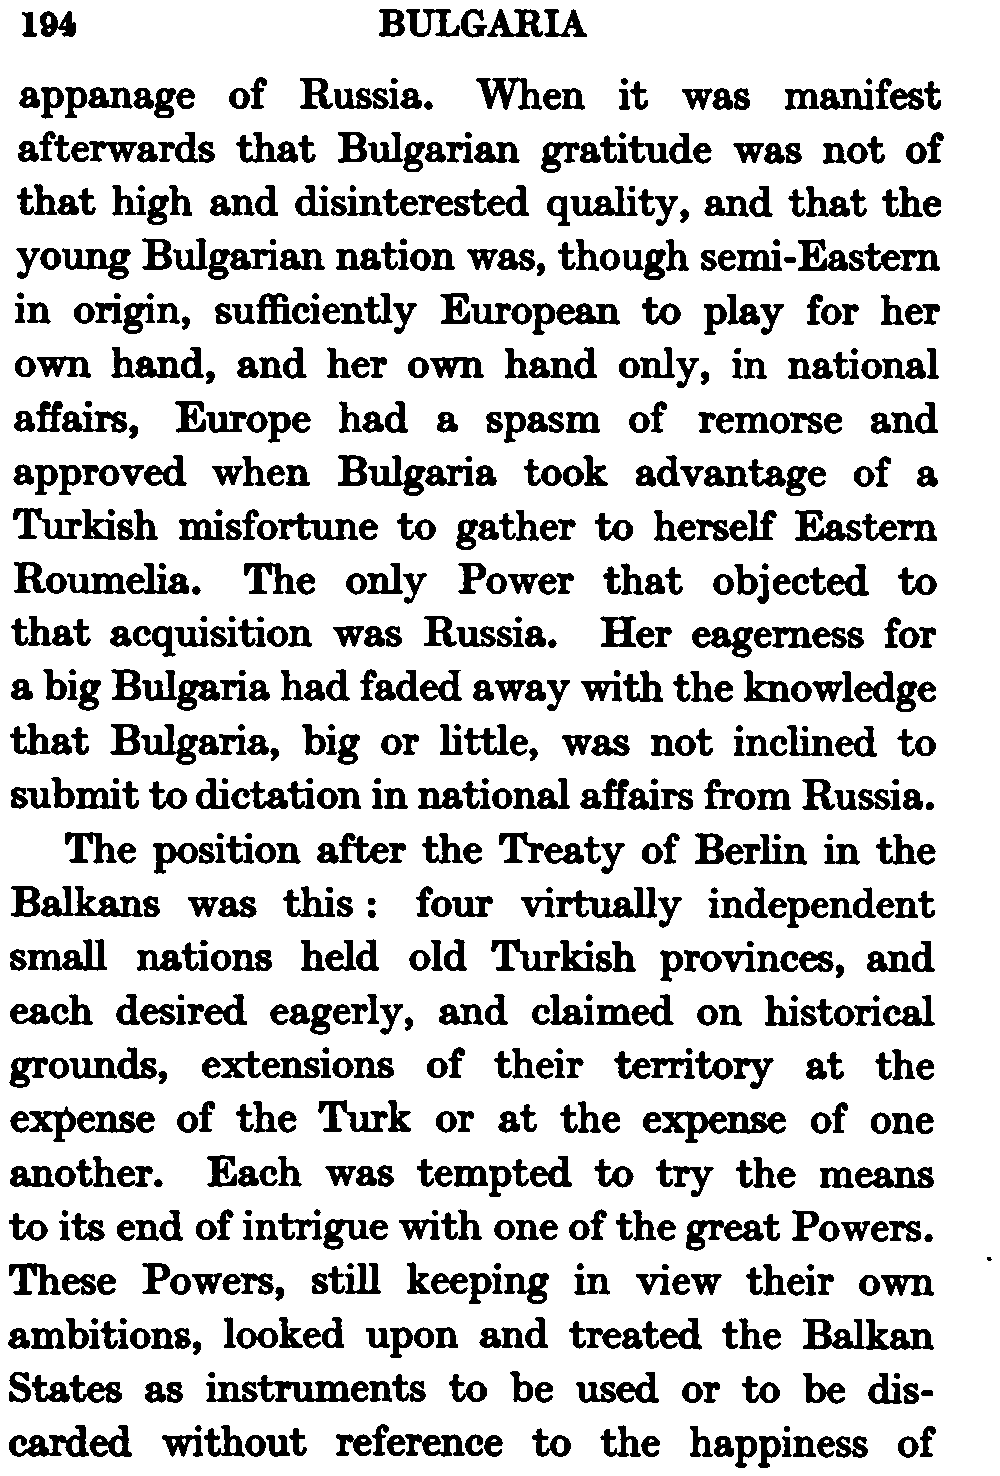 194 BULGARIA
appanage of Russia. When it was manifest
afterwards that Bulgarian gratitude was not of
that high and disinterested quality, and that the
young Bulgarian nation was, though semi-Eastern
in origin, sufficiently European to play for her
own hand, and her own hand only, in national
affairs, Europe had a spasm of remorse and
approved when Bulgaria took advantage of a
Turkish misfortune to gather to herself Eastern
Roumelia. The only Power that objected to
that acquisition was Russia. Her eagerness for
a big Bulgaria had faded away with the knowledge
that Bulgaria, big or little, was not inclined to
submit to dictation in national affairs from Russia.
The position after the Treaty of Berlin in the
Balkans was this : four virtually independent
small nations held old Turkish provinces, and
each desired eagerly, and claimed on historical
grounds, extensions of their territory at the
expense of the Turk or at the expense of one
another. Each was tempted to try the means
to its end of intrigue with one of the great Powers.
These Powers, still keeping in view their own
ambitions, looked upon and treated the Balkan
States as instruments to be used or to be dis-
carded without reference to the happiness of